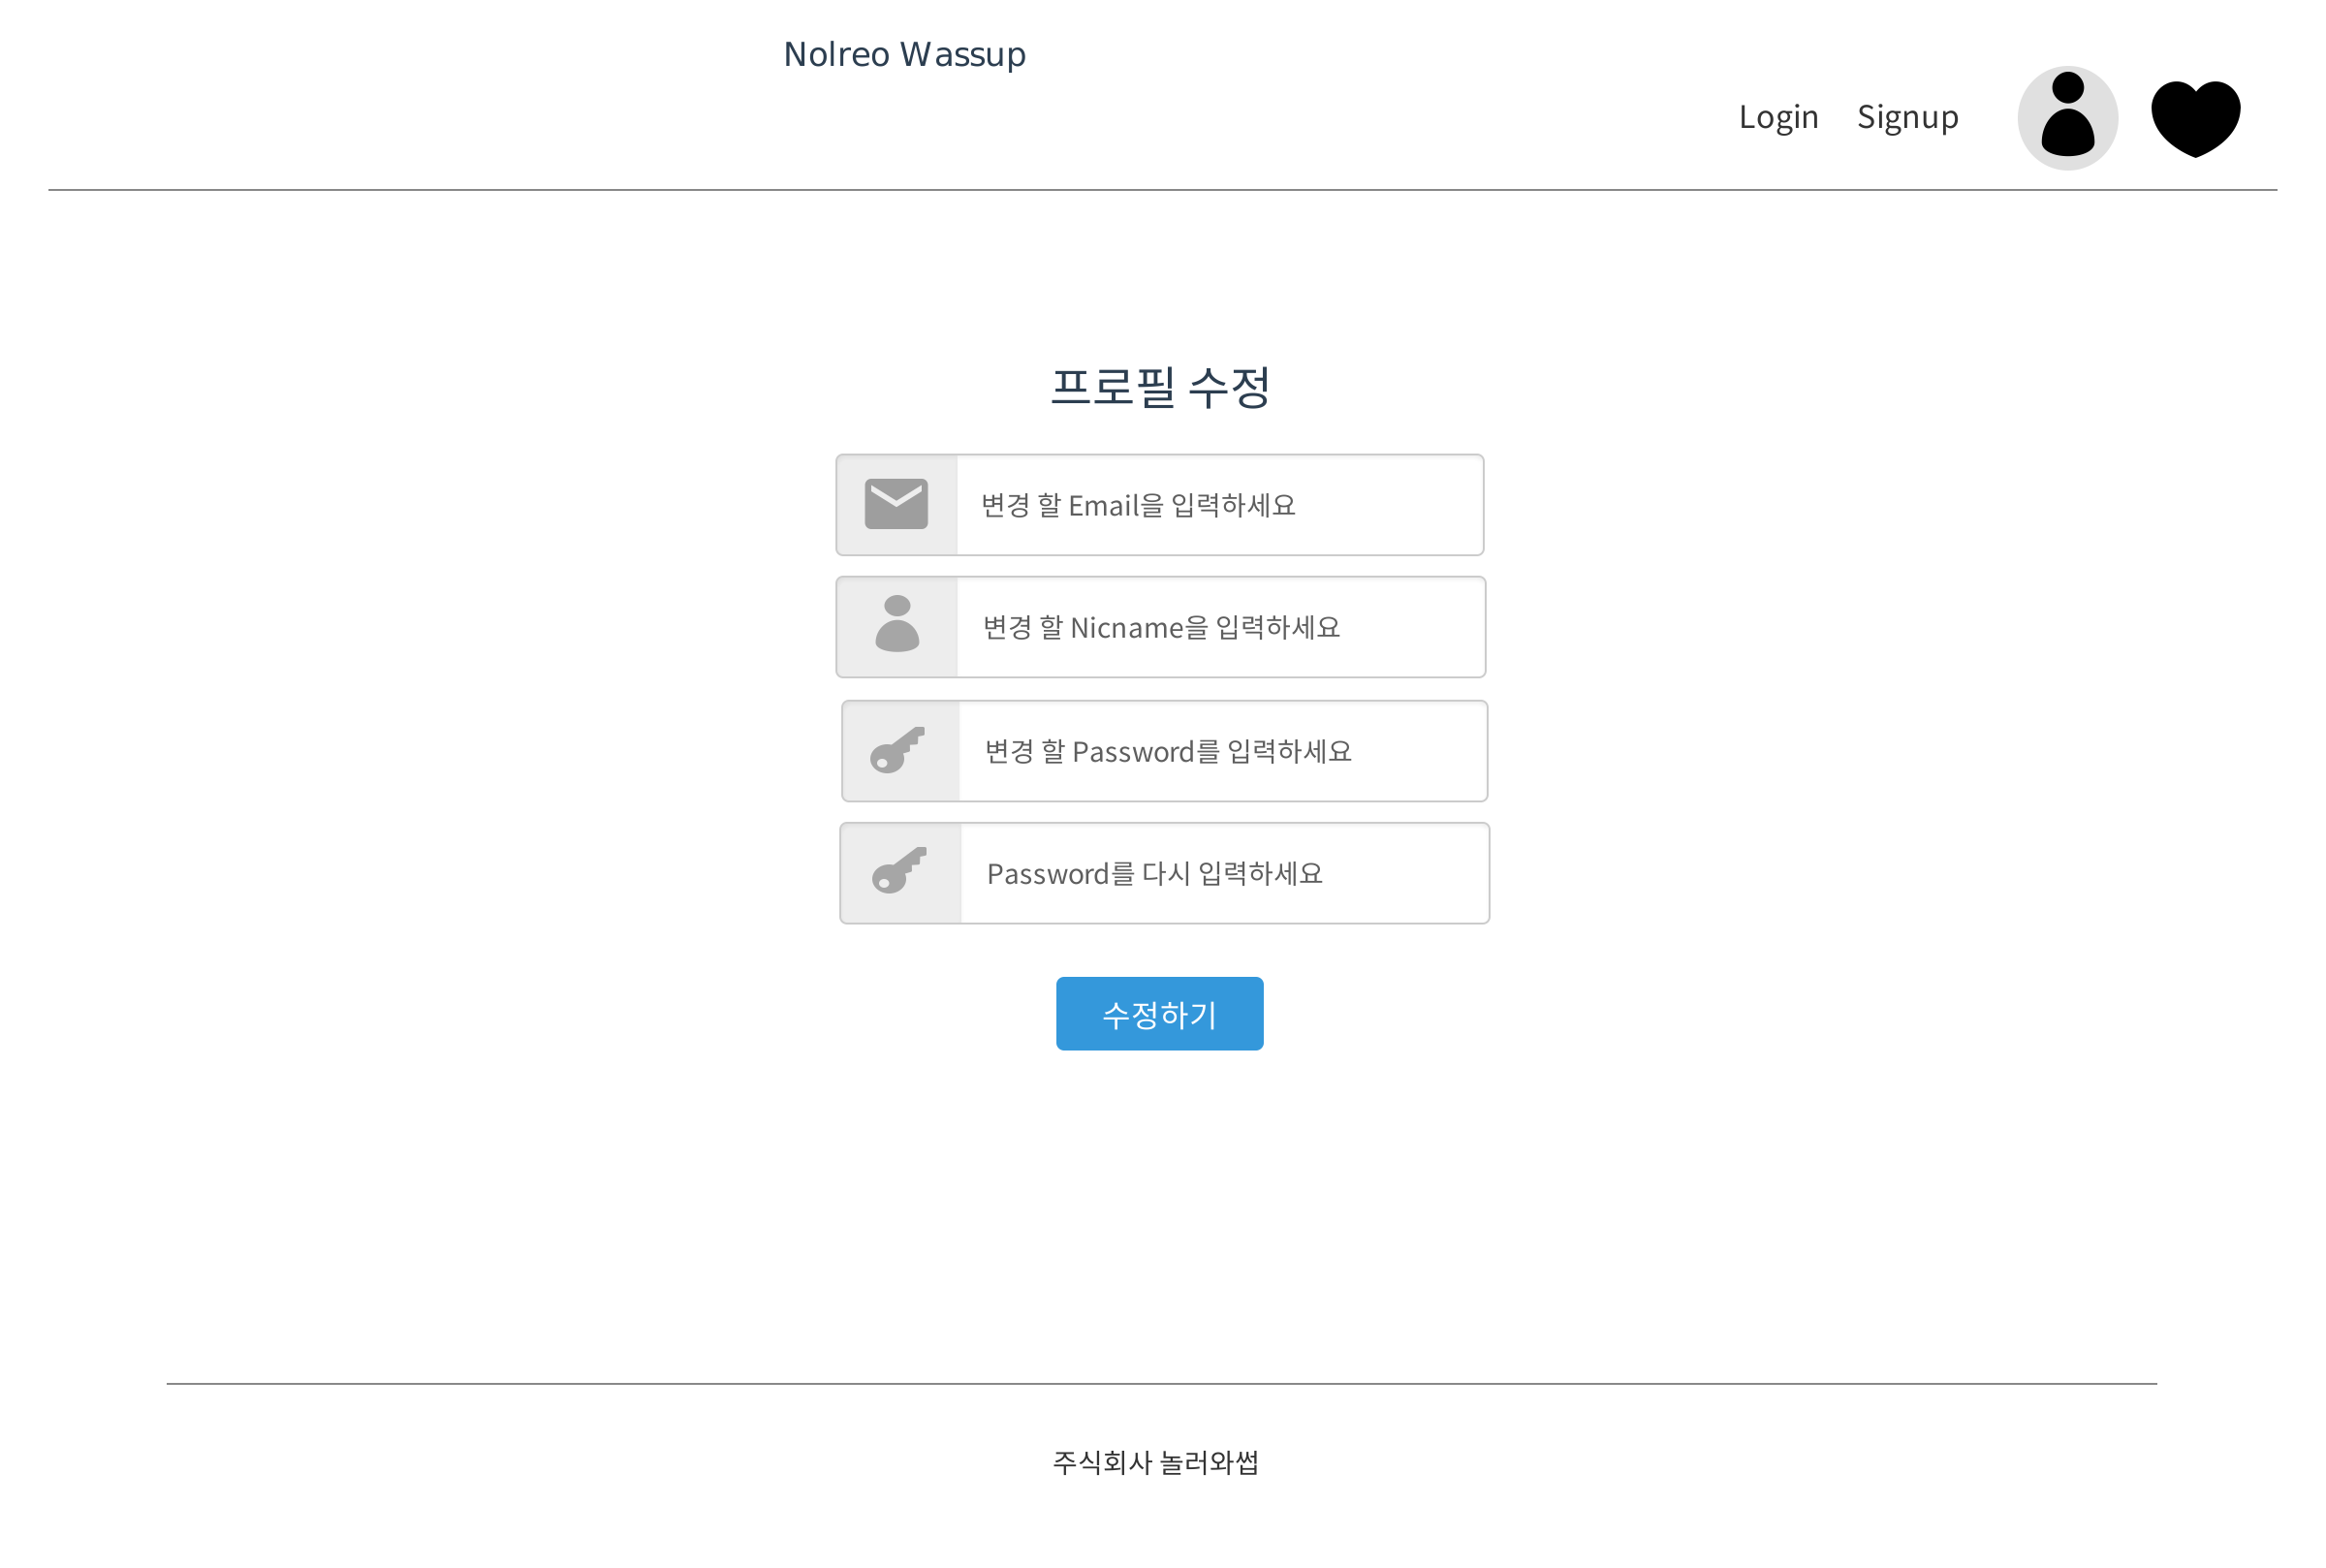 Nolreo Wassup
Login Signup
프로필 수정
변경 할 Email을 입력하세요
변경 할 Nicname을 입력하세요
변경 할 Password를 입력하세요
Password를 다시 입력하세요
수정하기
주식회사 놀러와썹